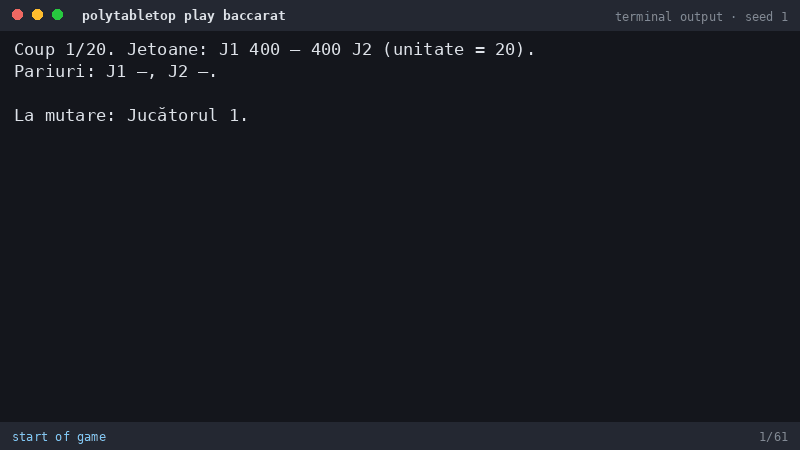 polytabletop play baccarat
terminal output · seed 1
Coup 1/20. Jetoane: J1 400 — 400 J2 (unitate = 20).
Pariuri: J1 —, J2 —.
La mutare: Jucătorul 1.
start of game
1/61